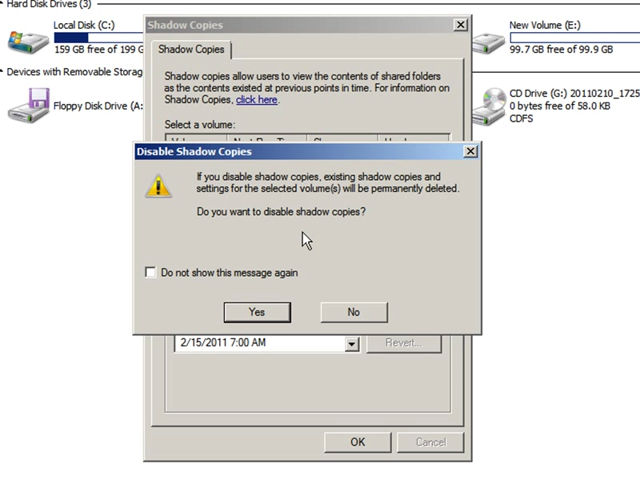 Hard Disk Drives (3)
Local Disk (C:)
159 GB free of 199 G
Devices with Removable Storag
Floppy Disk Drive (A:
New Volume (E:)
99.7 GB free of 99.9 GB
CD Drive (G:) 20110210_1725
0 bytes free of 58.0 KB
CDFS
Shadow Copies
Shadow Copies
Shadow copies allow users to view the contents of shared folders
as the contents existed at previous points in time. For information on
Shadow Copies, click here.
Select a volume:
Disable Shadow Copies
If you disable shadow copies, existing shadow copies and
settings for the selected volume(s) will be permanently deleted.
Do you want to disable shadow copies?
Do not show this message again
Yes No
2/15/2011 7:00 AM Revert...
OK Cancel